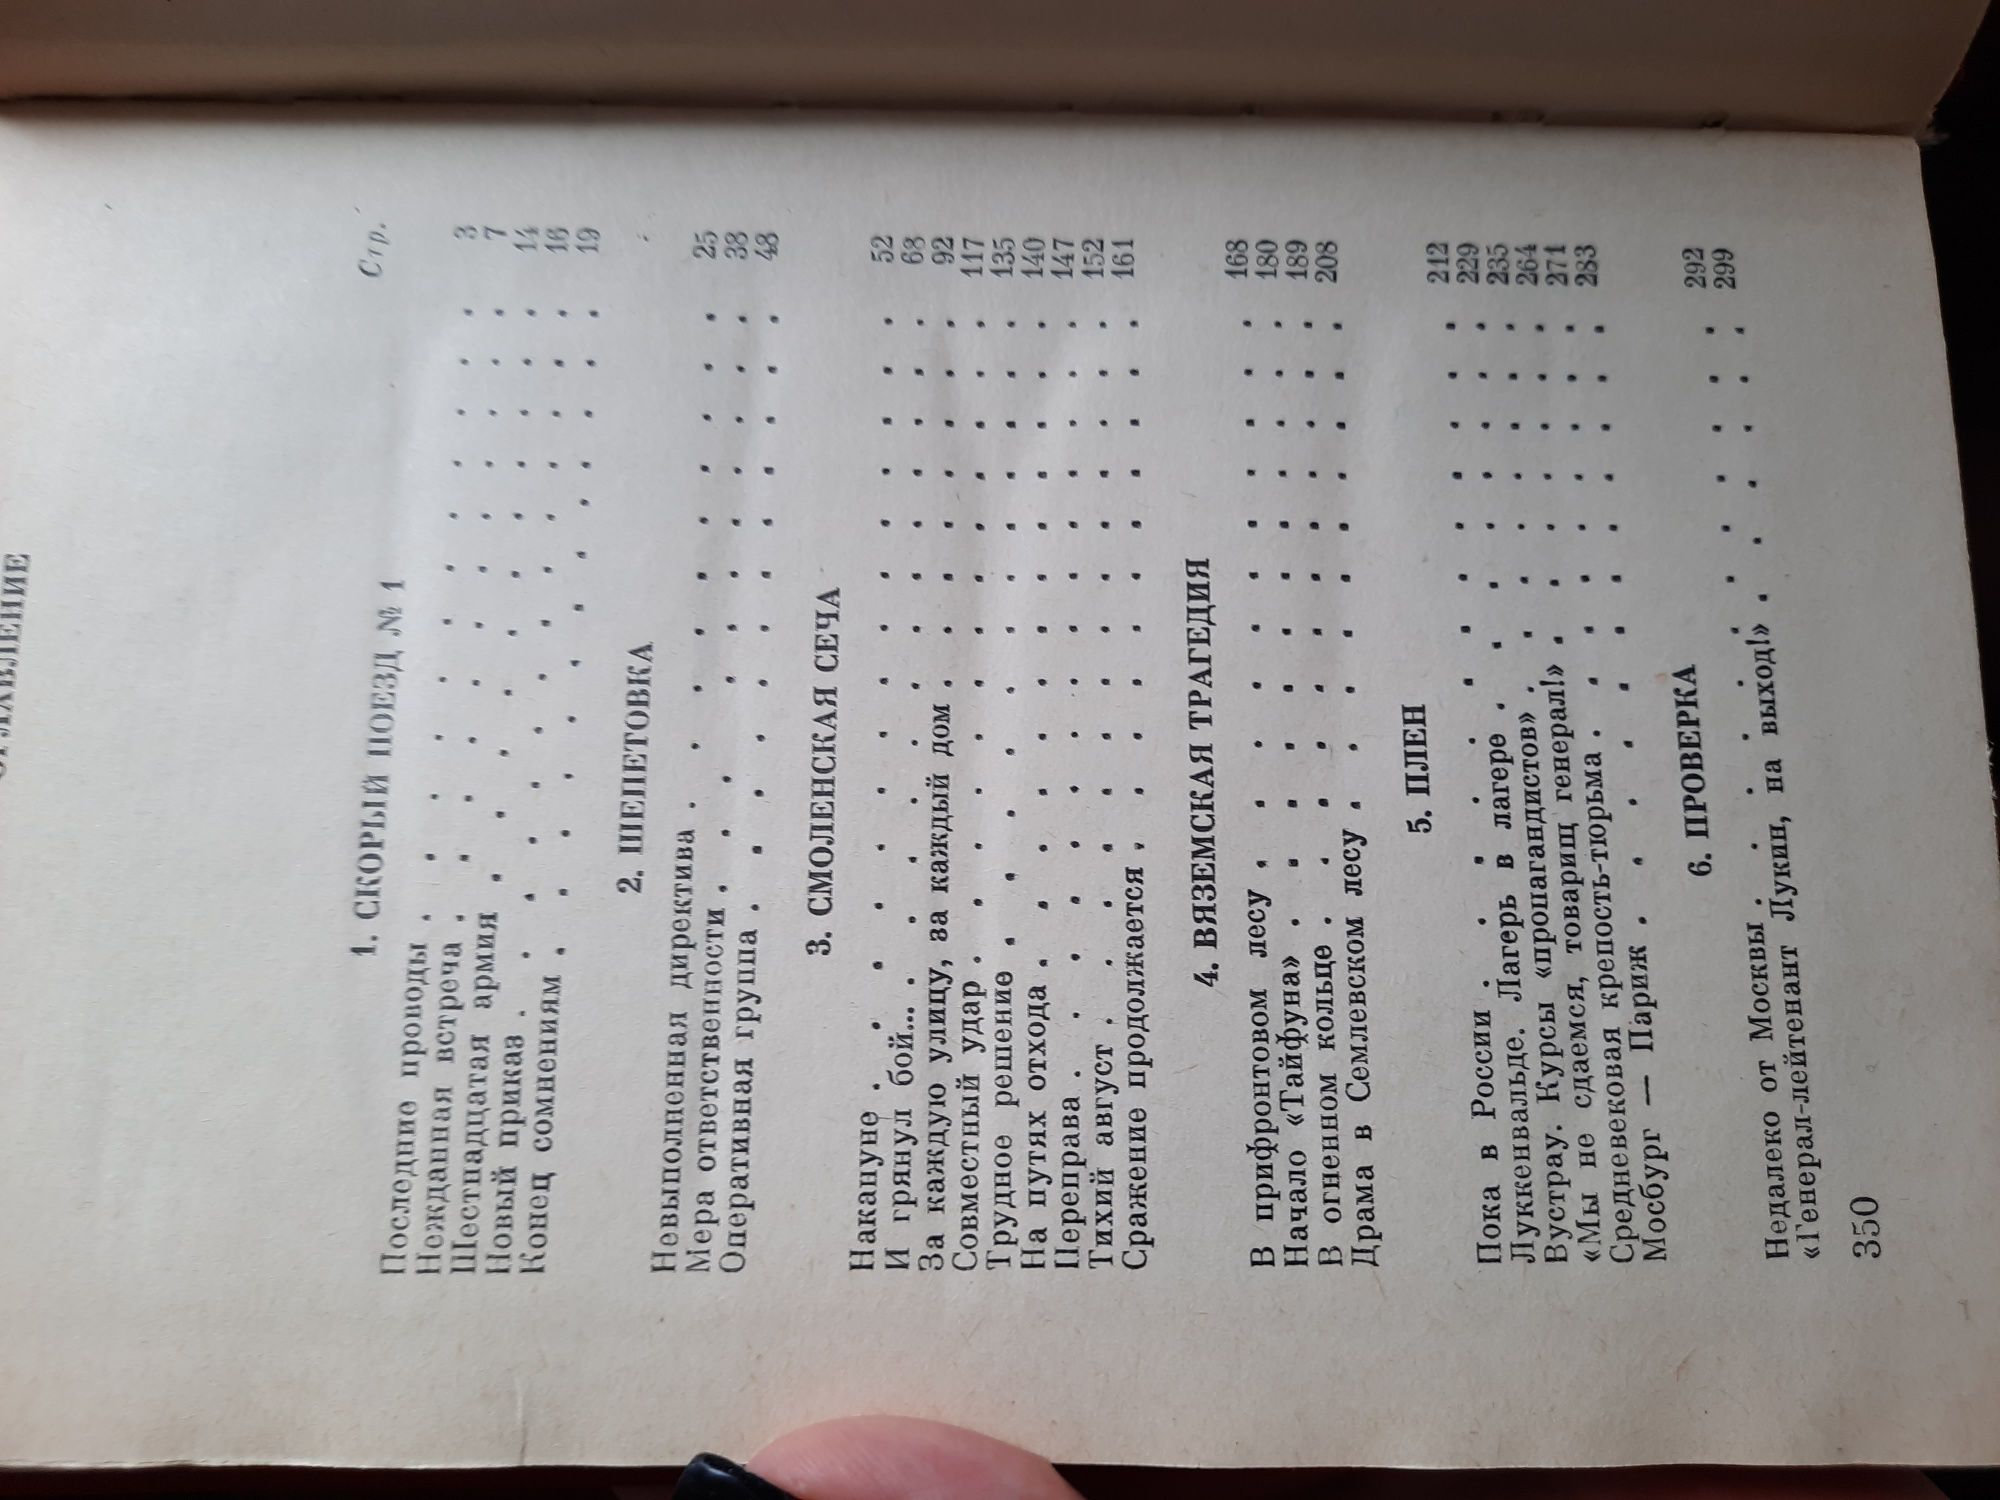 ОГЛАВЛЕНИЕ
Стр.
1. СКОРЫЙ ПОЕЗД № 1
Последние проводы . . . . . . . . . . . . 3
Нежданная встреча . . . . . . . . . . . . 7
Шестнадцатая армия . . . . . . . . . . . 14
Новый приказ . . . . . . . . . . . . . . 16
Конец сомнениям . . . . . . . . . . . . 19
2. ШЕПЕТОВКА
Невыполненная директива . . . . . . . . . 25
Мера ответственности . . . . . . . . . . . 38
Оперативная группа . . . . . . . . . . . . 48
3. СМОЛЕНСКАЯ СЕЧА
Накануне . . . . . . . . . . . . . . . . 52
И грянул бой... . . . . . . . . . . . . . 68
За каждую улицу, за каждый дом . . . . . . . . 92
Совместный удар . . . . . . . . . . . . . 117
Трудное решение . . . . . . . . . . . . . 135
На путях отхода . . . . . . . . . . . . . 140
Переправа . . . . . . . . . . . . . . . 147
Тихий август . . . . . . . . . . . . . . 152
Сражение продолжается . . . . . . . . . . . 161
4. ВЯЗЕМСКАЯ ТРАГЕДИЯ
В прифронтовом лесу . . . . . . . . . . . 168
Начало «Тайфуна» . . . . . . . . . . . . 180
В огненном кольце . . . . . . . . . . . . 189
Драма в Семлевском лесу . . . . . . . . . . 208
5. ПЛЕН
Пока в России . . . . . . . . . . . . . 212
Луккенвальде. Лагерь в лагере . . . . . . . . 229
Вустрау. Курсы «пропагандистов» . . . . . . . . 235
«Мы не сдаемся, товарищ генерал!» . . . . . . . 264
Средневековая крепость-тюрьма . . . . . . . . . 271
Мосбург — Париж . . . . . . . . . . . . 283
6. ПРОВЕРКА
Недалеко от Москвы . . . . . . . . . . . 292
«Генерал-лейтенант Лукин, на выход!» . . . . . . 299
350